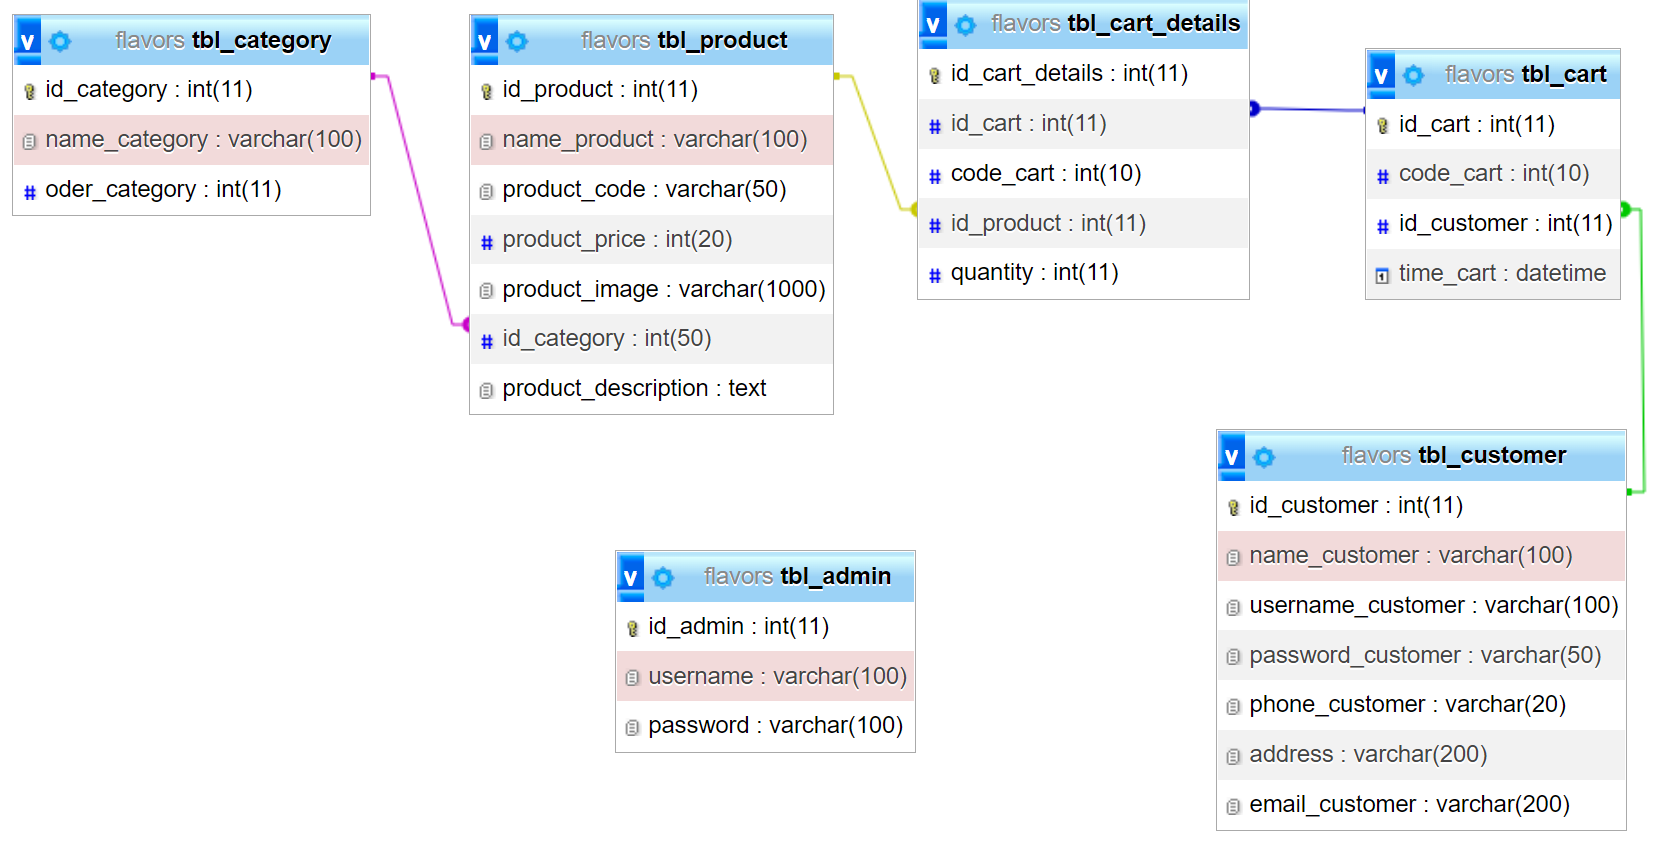 v flavors tbl_category
id_category : int(11)
name_category : varchar(100)
oder_category : int(11)
v flavors tbl_product
id_product : int(11)
name_product : varchar(100)
product_code : varchar(50)
product_price : int(20)
product_image : varchar(1000)
id_category : int(50)
product_description : text
v flavors tbl_cart_details
id_cart_details : int(11)
# id_cart : int(11)
# code_cart : int(10)
# id_product : int(11)
# quantity : int(11)
v flavors tbl_cart
id_cart : int(11)
# code_cart : int(10)
# id_customer : int(11)
time_cart : datetime
v flavors tbl_admin
id_admin : int(11)
username : varchar(100)
password : varchar(100)
v flavors tbl_customer
id_customer : int(11)
name_customer : varchar(100)
username_customer : varchar(100)
password_customer : varchar(50)
phone_customer : varchar(20)
address : varchar(200)
email_customer : varchar(200)